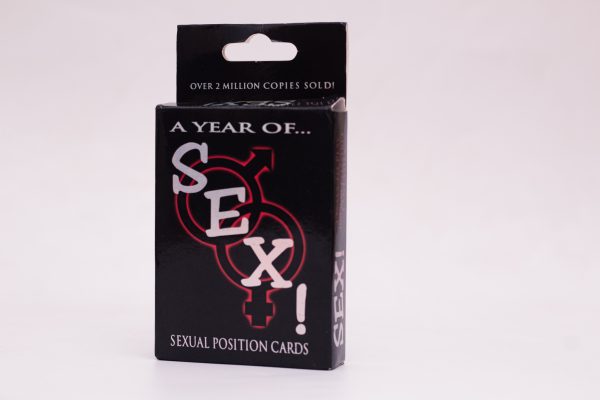 OVER 2 MILLION COPIES SOLD!
A YEAR OF...
SEX!
SEXUAL POSITION CARDS
SEX!